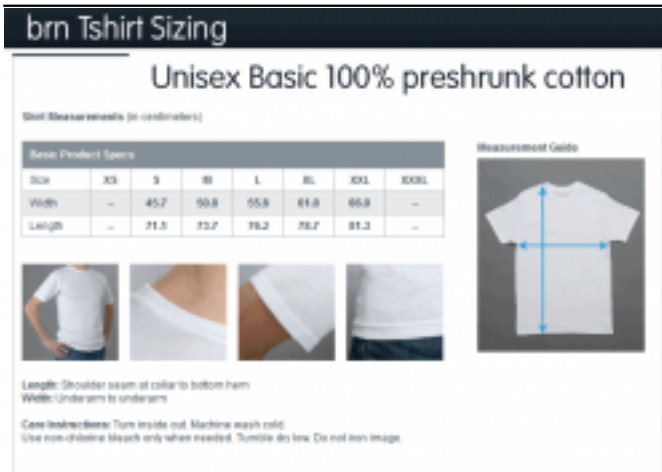 brn Tshirt Sizing
Unisex Basic 100% preshrunk cotton
Shirt Measurements (in centimeters)
Measurement Guide
Basic Product Specs
Size XS S M L XL XXL XXXL
Width – 45.7 50.8 55.9 61.0 66.0 –
Length – 71.1 73.7 76.2 78.7 81.3 –
Length: Shoulder seam at collar to bottom hem
Width: Underarm to underarm
Care Instructions: Turn inside out. Machine wash cold.
Use non-chlorine bleach only when needed. Tumble dry low. Do not iron image.